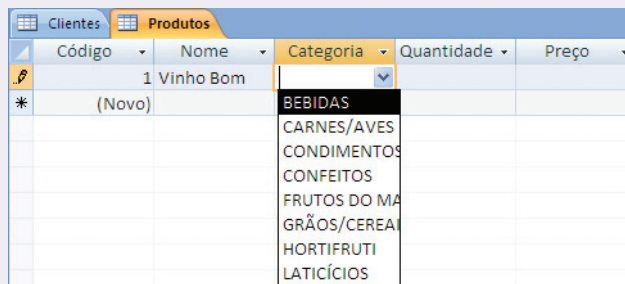 Clientes Produtos
Código Nome Categoria Quantidade Preço
1 Vinho Bom
(Novo) BEBIDAS
CARNES/AVES
CONDIMENTOS
CONFEITOS
FRUTOS DO MA
GRÃOS/CEREAI
HORTIFRUTI
LATICÍCIOS